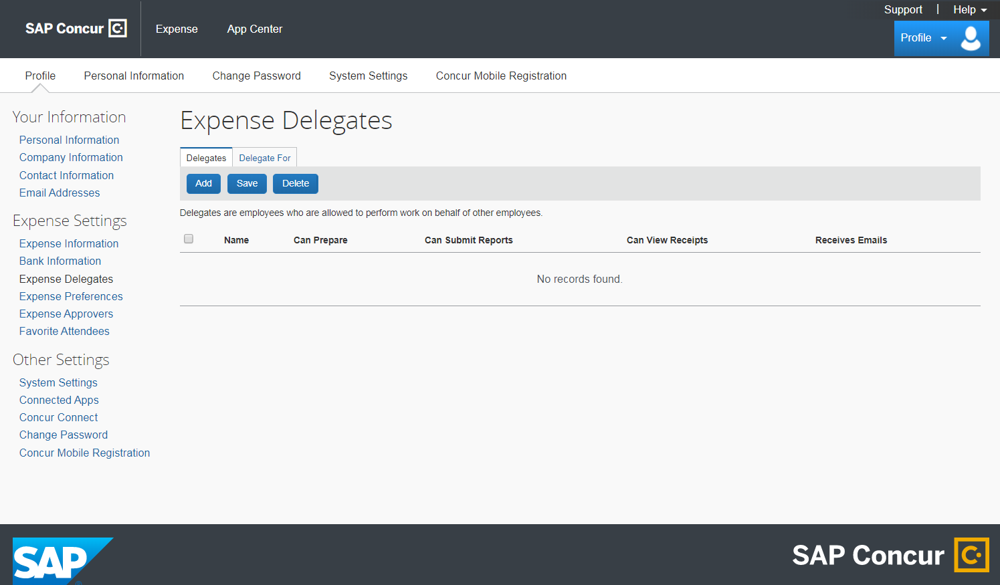 Support | Help
SAP Concur
Expense
App Center
Profile
Profile
Personal Information
Change Password
System Settings
Concur Mobile Registration
Your Information
Personal Information
Company Information
Contact Information
Email Addresses
Expense Settings
Expense Information
Bank Information
Expense Delegates
Expense Preferences
Expense Approvers
Favorite Attendees
Other Settings
System Settings
Connected Apps
Concur Connect
Change Password
Concur Mobile Registration
Expense Delegates
Delegates
Delegate For
Add
Save
Delete
Delegates are employees who are allowed to perform work on behalf of other employees.
Name Can Prepare Can Submit Reports Can View Receipts Receives Emails
No records found.
SAP
SAP Concur